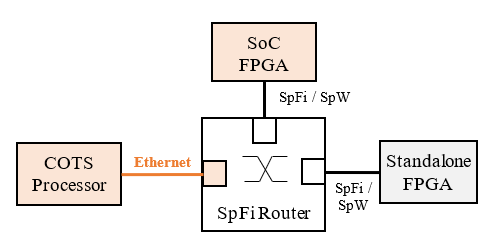 SoC
FPGA
SpFi / SpW
Ethernet
COTS
Processor
Standalone
FPGA
SpFi /
SpW
SpFi Router